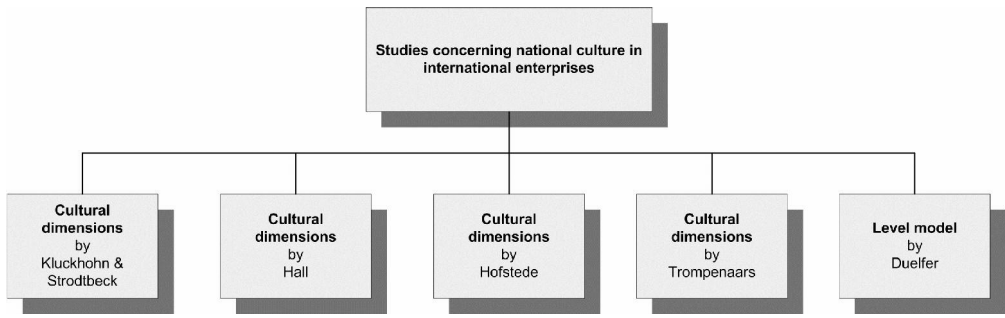 Studies concerning national culture in
international enterprises
Cultural
dimensions
by
Kluckhohn &
Strodtbeck
Cultural
dimensions
by
Hall
Cultural
dimensions
by
Hofstede
Cultural
dimensions
by
Trompenaars
Level model
by
Duelfer